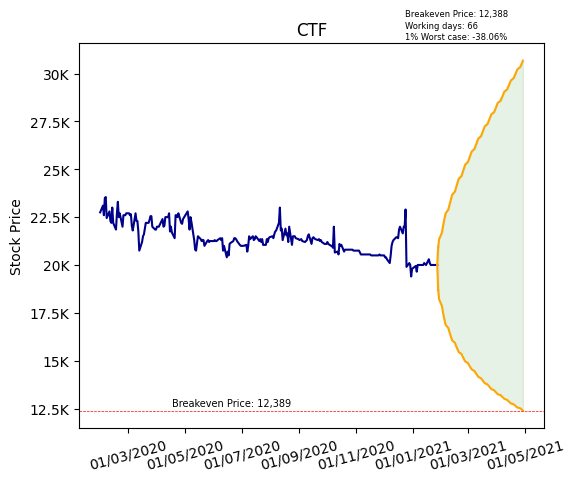 Breakeven Price: 12,388
Working days: 66
1% Worst case: -38.06%
CTF
Stock Price
30K
27.5K
25K
22.5K
20K
17.5K
15K
12.5K
Breakeven Price: 12,389
01/03/2020
01/05/2020
01/07/2020
01/09/2020
01/11/2020
01/01/2021
01/03/2021
01/05/2021